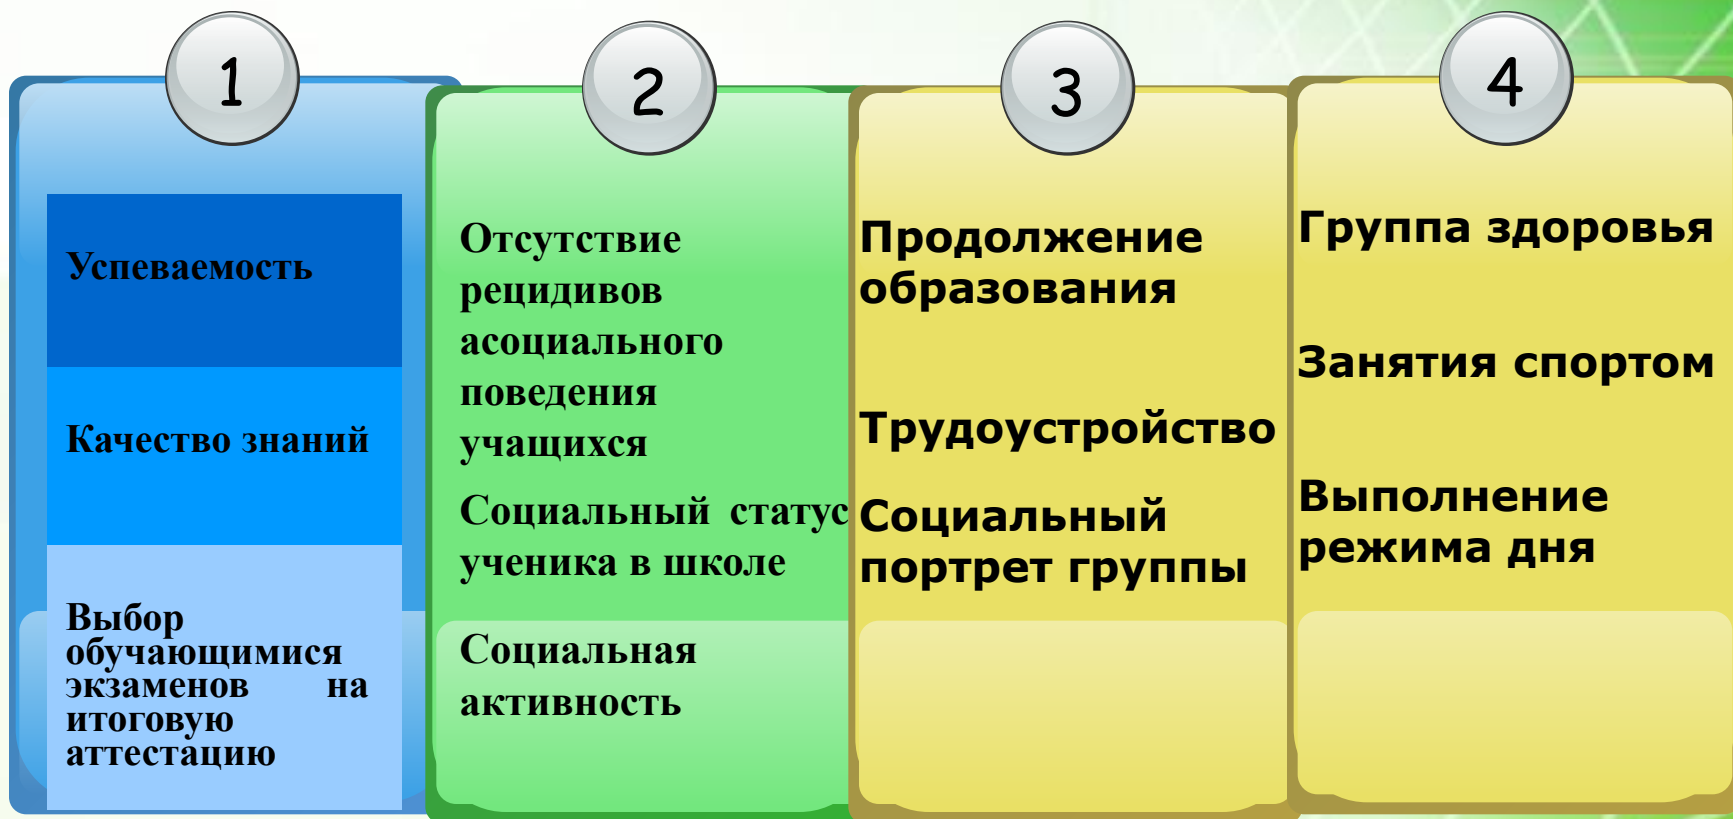 1
Успеваемость
Качество знаний
Выбор
обучающимися
экзаменов на
итоговую
аттестацию
2
Отсутствие
рецидивов
асоциального
поведения
учащихся
Социальный статус
ученика в школе
Социальная
активность
3
Продолжение
образования
Трудоустройство
Социальный
портрет группы
4
Группа здоровья
Занятия спортом
Выполнение
режима дня